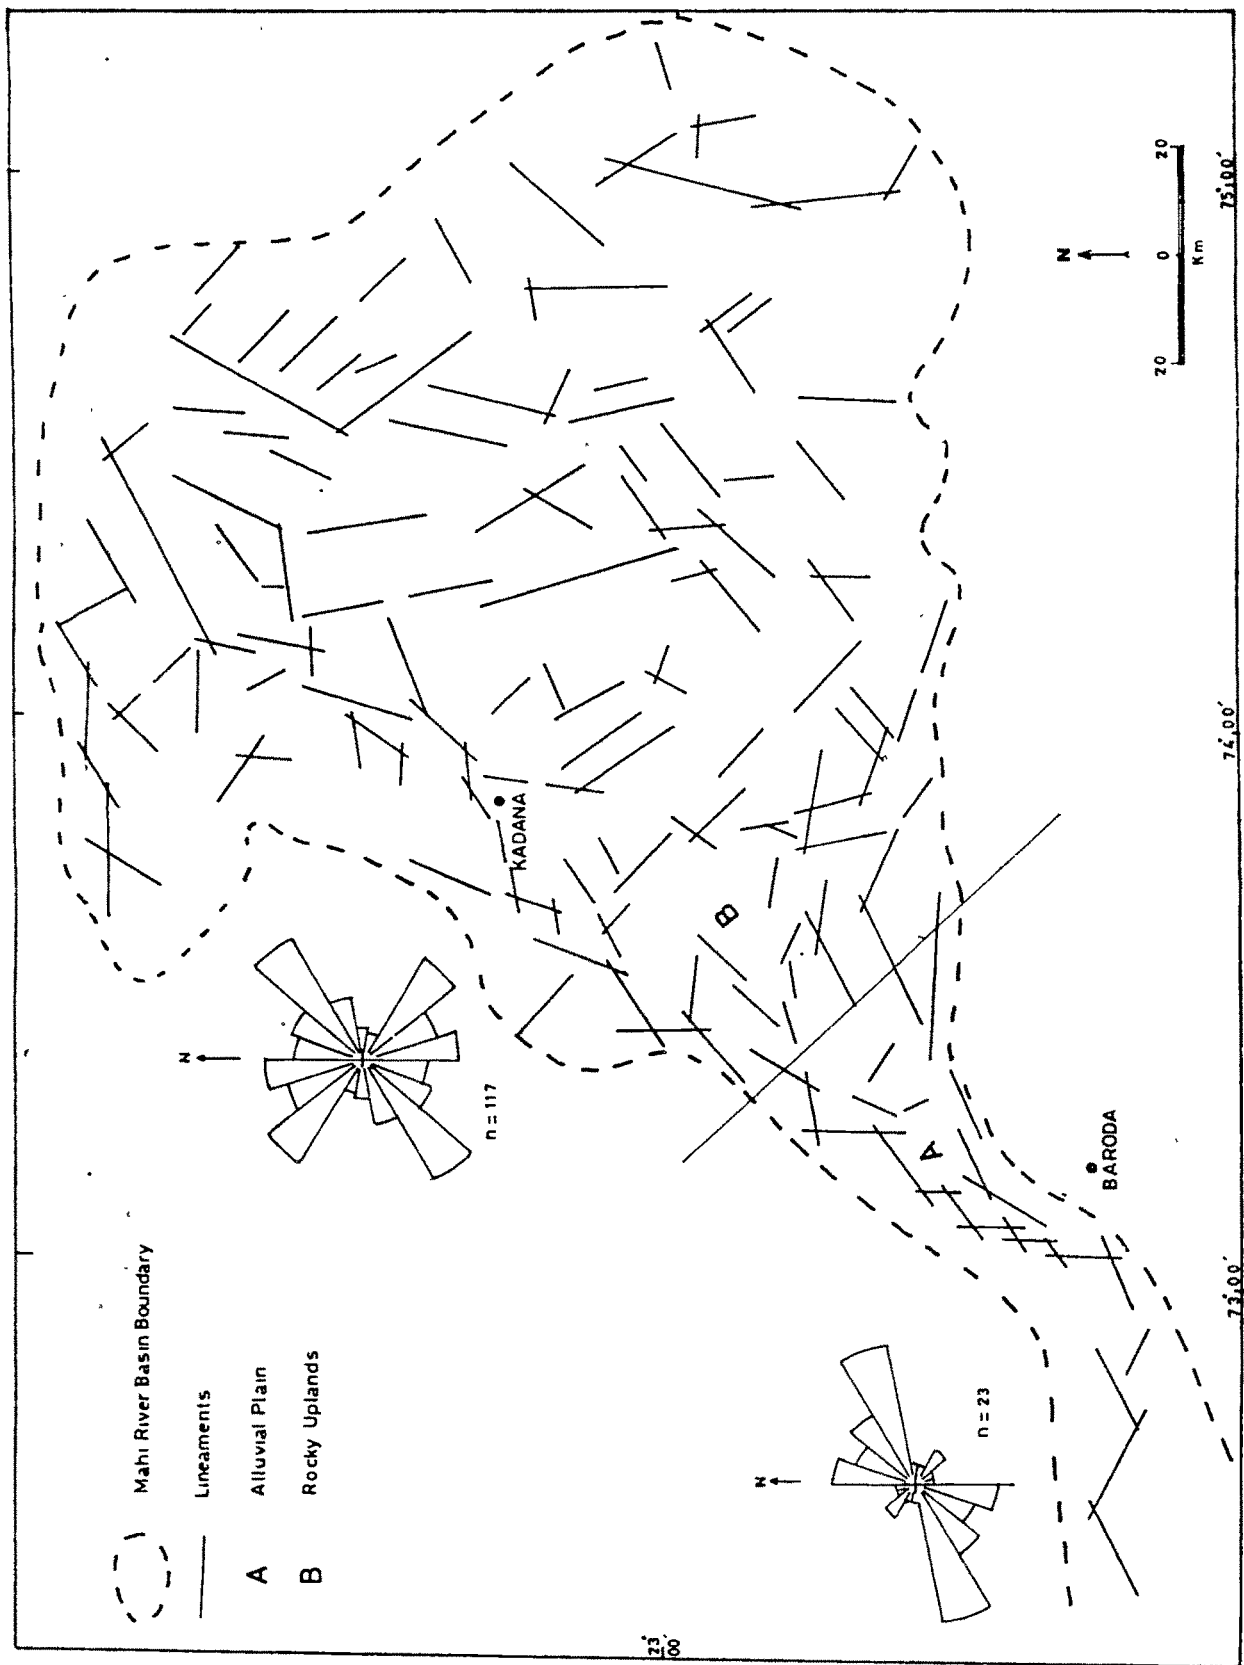 Mahi River Basin Boundary
Lineaments
A Alluvial Plain
B Rocky Uplands
N
n = 117
N
n = 23
KADANA
B
A
BARODA
N
20 0 20
Km
23°
00'
73°,00'
74°,00'
75°,00'